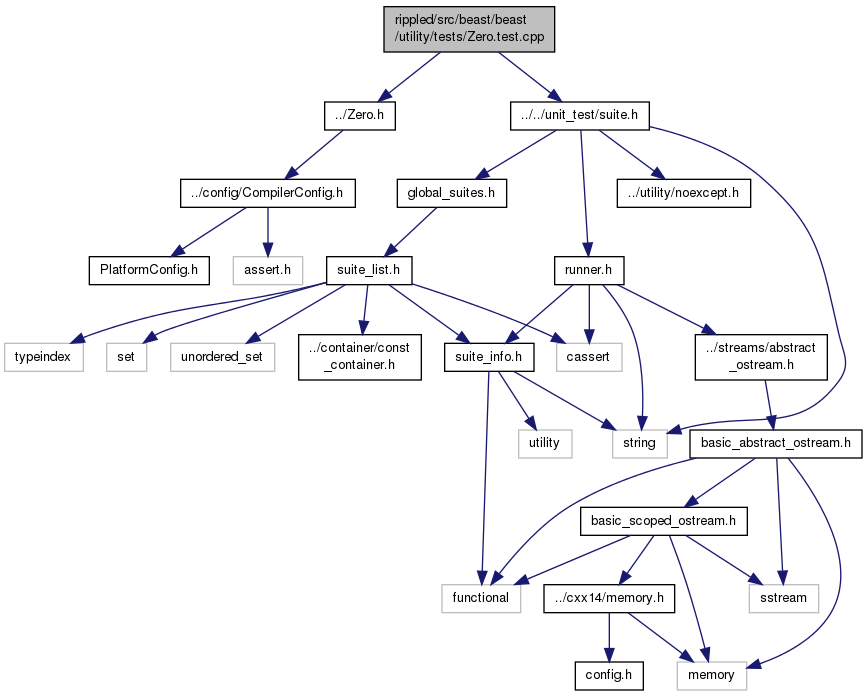 rippled/src/beast/beast
/utility/tests/Zero.test.cpp
../Zero.h
../../unit_test/suite.h
../config/CompilerConfig.h
global_suites.h
../utility/noexcept.h
PlatformConfig.h
assert.h
suite_list.h
runner.h
typeindex
set
unordered_set
../container/const
_container.h
suite_info.h
cassert
../streams/abstract
_ostream.h
utility
string
basic_abstract_ostream.h
basic_scoped_ostream.h
functional
../cxx14/memory.h
sstream
config.h
memory